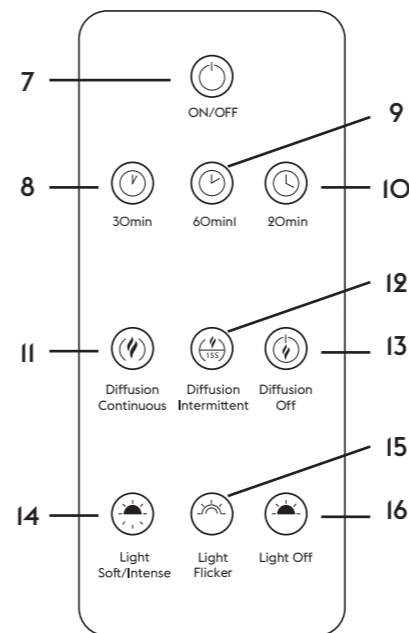 7
ON/OFF
9
8
10
30min
60minl
20min
12
11
15S
13
Diffusion
Continuous
Diffusion
Intermittent
Diffusion
Off
15
14
16
Light
Soft/Intense
Light
Flicker
Light Off